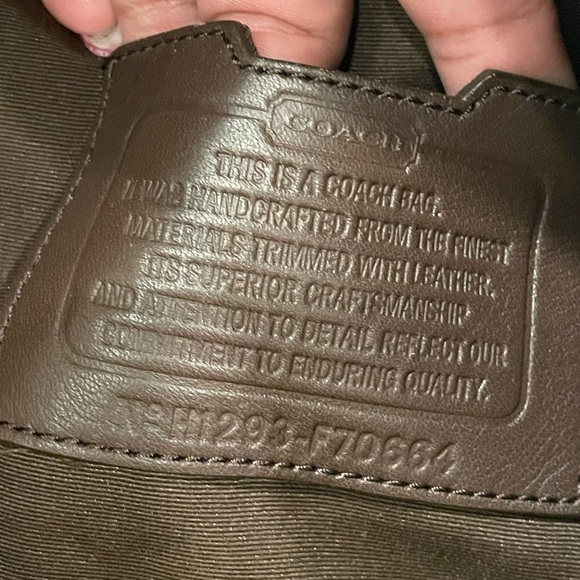 COACH
THIS IS A COACH BAG.
IT WAS HANDCRAFTED FROM THE FINEST
MATERIALS TRIMMED WITH LEATHER.
ITS SUPERIOR CRAFTSMANSHIP
AND ATTENTION TO DETAIL REFLECT OUR
COMMITMENT TO ENDURING QUALITY.
H1293-F70664